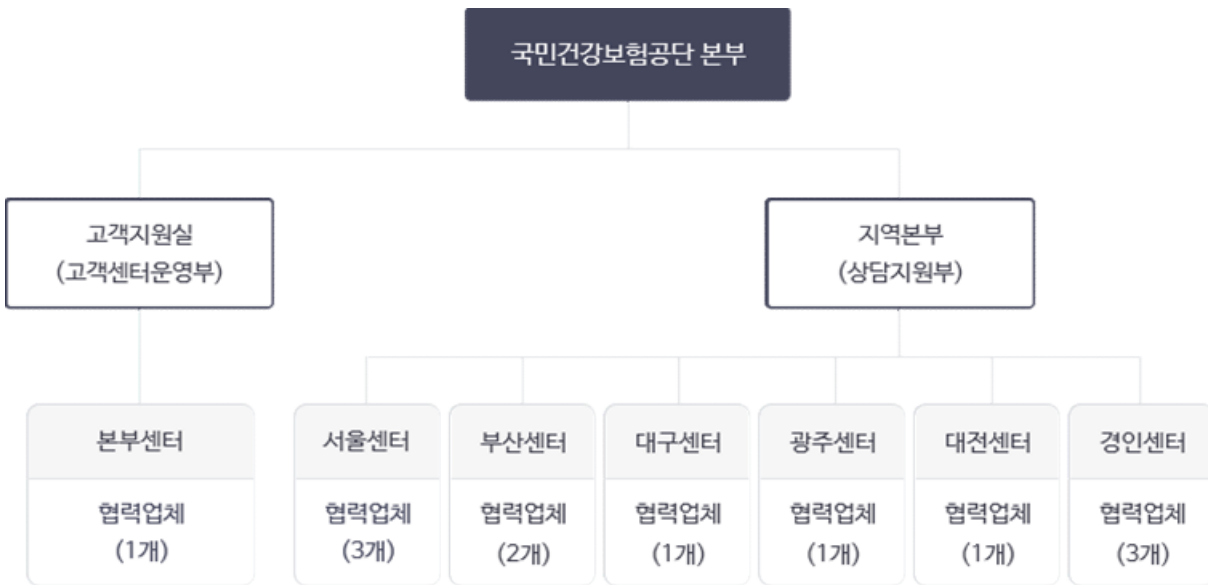 국민건강보험공단 본부
고객지원실
(고객센터운영부)
지역본부
(상담지원부)
본부센터
협력업체
(1개)
서울센터
협력업체
(3개)
부산센터
협력업체
(2개)
대구센터
협력업체
(1개)
광주센터
협력업체
(1개)
대전센터
협력업체
(1개)
경인센터
협력업체
(3개)